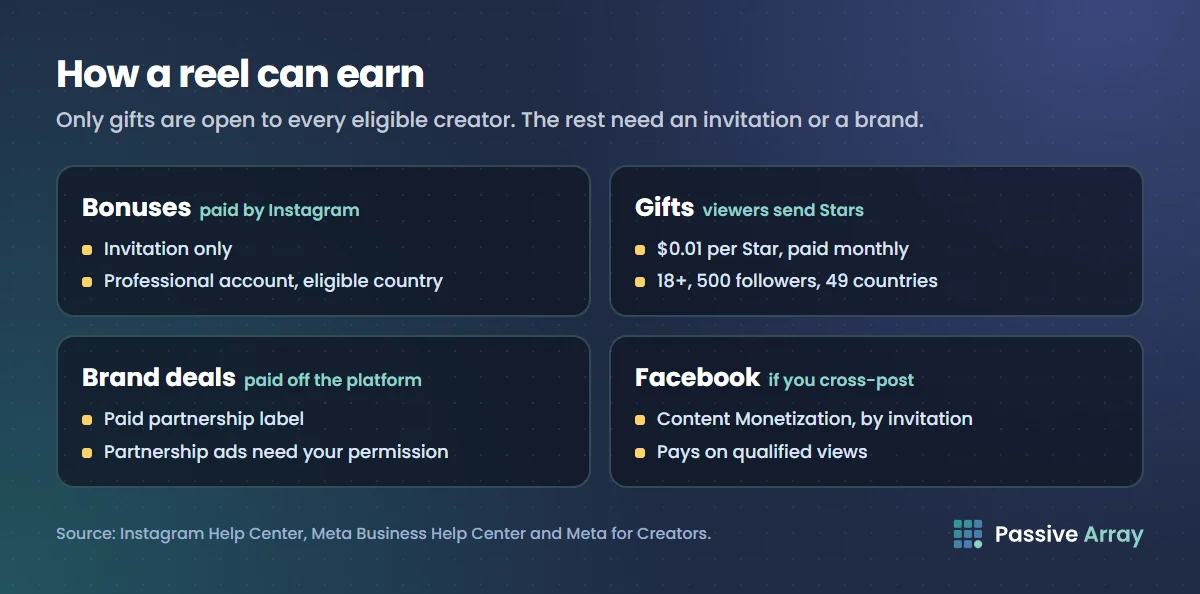 How a reel can earn
Only gifts are open to every eligible creator. The rest need an invitation or a brand.
Bonuses paid by Instagram
Invitation only
Professional account, eligible country
Gifts viewers send Stars
$0.01 per Star, paid monthly
18+, 500 followers, 49 countries
Brand deals paid off the platform
Paid partnership label
Partnership ads need your permission
Facebook if you cross-post
Content Monetization, by invitation
Pays on qualified views
Source: Instagram Help Center, Meta Business Help Center and Meta for Creators.
Passive Array